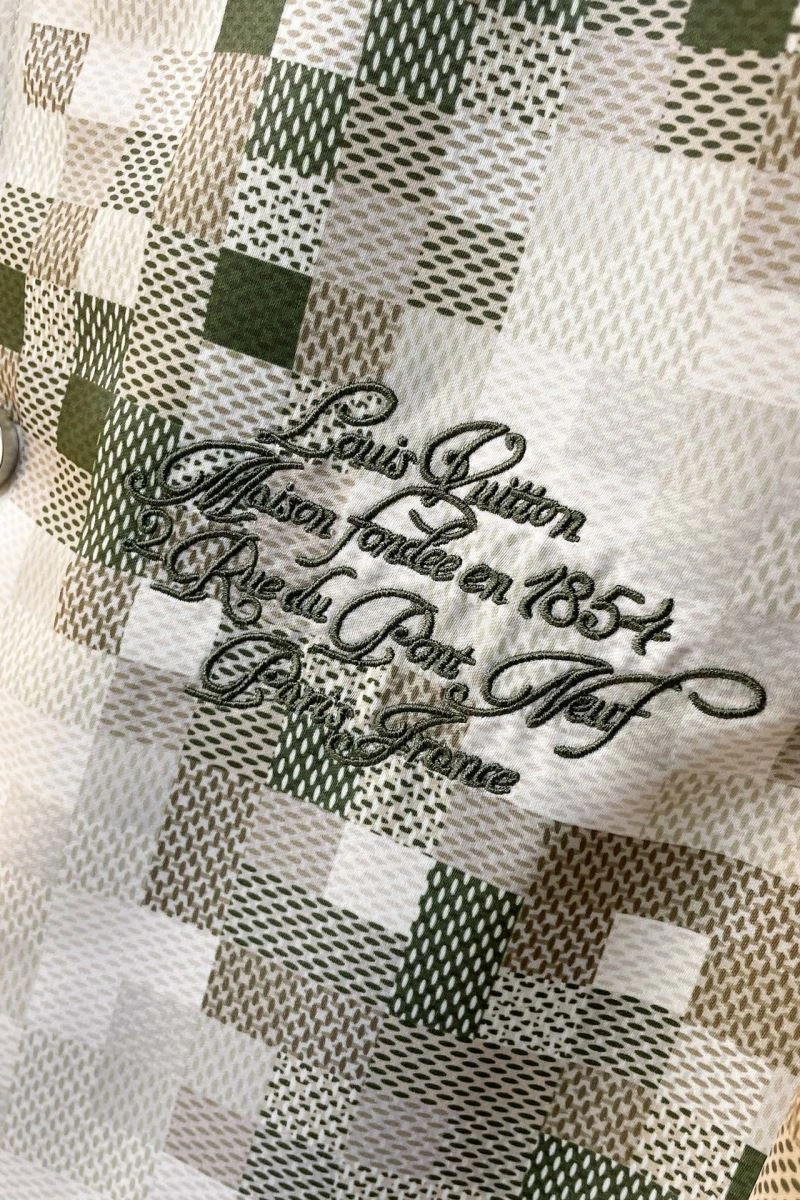 Louis Vuitton
Maison fondée en 1854
2 Rue du Pont Neuf
Paris, France